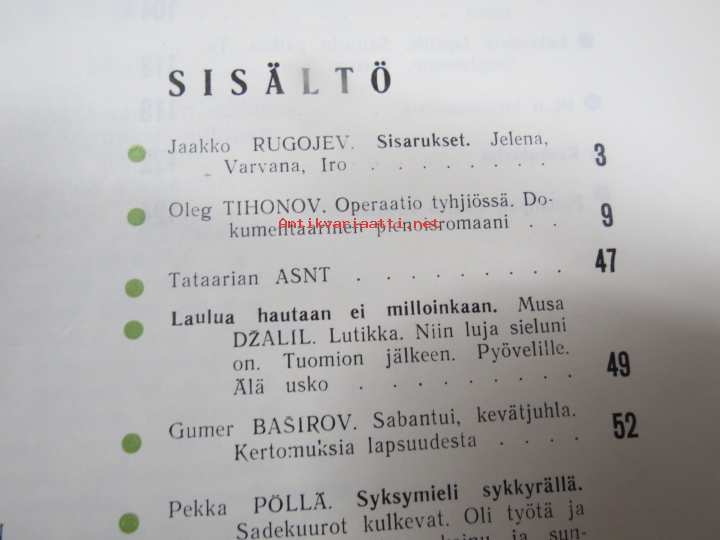 SISÄLTÖ
Jaakko RUGOJEV. Sisarukset. Jelena,
Varvana, Iro . . . . . . . . 3
Oleg TIHONOV. Operaatio tyhjiössä. Do-
kumenttaarinen pienoisromaani . . 9
Antikvariaatti.net
Tataarian ASNT . . . . . . . . . 47
Laulua hautaan ei milloinkaan. Musa
DŽALIL. Lutikka. Niin luja sieluni
on. Tuomion jälkeen. Pyövelille.
Älä usko . . . . . . . . . 49
Gumer BAŠIROV. Sabantui, kevätjuhla.
Kertomuksia lapsuudesta . . . . 52
Pekka PÖLLÄ. Syksymieli sykkyrällä.
Sadekuurot kulkevat. Oli työtä ja
ja sun-